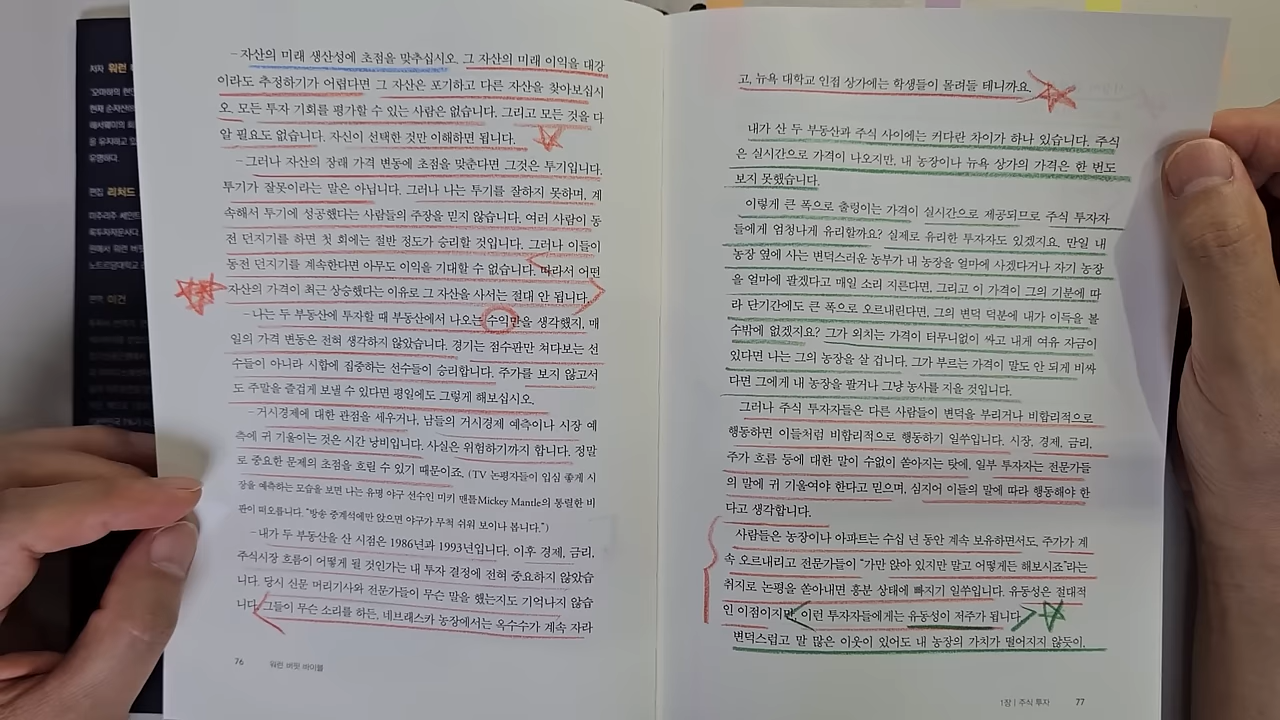 저자 워런
'오마하의 현인
현재 순자산이
해서웨이의 회
을 유지하고 있
유명하다.
편집 리처드
미주리주 세인트
노트르담대학교
편역 이건
-자산의 미래 생산성에 초점을 맞추십시오. 그 자산의 미래 이익을 대강
이라도 추정하기가 어렵다면 그 자산은 포기하고 다른 자산을 찾아보십시
오. 모든 투자 기회를 평가할 수 있는 사람은 없습니다. 그리고 모든 것을 다
알 필요도 없습니다. 자신이 선택한 것만 이해하면 됩니다.
-그러나 자산의 장래 가격 변동에 초점을 맞춘다면 그것은 투기입니다.
투기가 잘못이라는 말은 아닙니다. 그러나 나는 투기를 잘하지 못하며, 계
속해서 투기에 성공했다는 사람들의 주장을 믿지 않습니다. 여러 사람이 동
전 던지기를 하면 첫 회에는 절반 정도가 승리할 것입니다. 그러나 이들이
동전 던지기를 계속한다면 아무도 이익을 기대할 수 없습니다. 따라서 어떤
자산의 가격이 최근 상승했다는 이유로 그 자산을 사서는 절대 안 됩니다.
-나는 두 부동산에 투자할 때 부동산에서 나오는 수익만을 생각했지, 매
일의 가격 변동은 전혀 생각하지 않았습니다. 경기는 점수판만 쳐다보는 선
수들이 아니라 시합에 집중하는 선수들이 승리합니다. 주가를 보지 않고서
도 주말을 즐겁게 보낼 수 있다면 평일에도 그렇게 해보십시오.
-거시경제에 대한 관점을 세우거나, 남들의 거시경제 예측이나 시장 예
측에 귀 기울이는 것은 시간 낭비입니다. 사실은 위험하기까지 합니다. 정말
로 중요한 문제의 초점을 흐릴 수 있기 때문이죠. (TV 논평자들이 입심 좋게 시
장을 예측하는 모습을 보면 나는 유명 야구 선수인 미키 맨틀Mickey Mantle의 통렬한 비
판이 떠오릅니다. "방송 중계석에만 앉으면 야구가 무척 쉬워 보이나 봅니다.")
-내가 두 부동산을 산 시점은 1986년과 1993년입니다. 이후 경제, 금리,
주식시장 흐름이 어떻게 될 것인가는 내 투자 결정에 전혀 중요하지 않았습
니다. 당시 신문 머리기사와 전문가들이 무슨 말을 했는지도 기억나지 않습
니다. 그들이 무슨 소리를 하든, 네브래스카 농장에서는 옥수수가 계속 자라
76 워런 버핏 바이블
고, 뉴욕 대학교 인접 상가에는 학생들이 몰려들 테니까요.
내가 산 두 부동산과 주식 사이에는 커다란 차이가 하나 있습니다. 주식
은 실시간으로 가격이 나오지만, 내 농장이나 뉴욕 상가의 가격은 한 번도
보지 못했습니다.
이렇게 큰 폭으로 출렁이는 가격이 실시간으로 제공되므로 주식 투자자
들에게 엄청나게 유리할까요? 실제로 유리한 투자자도 있겠지요. 만일 내
농장 옆에 사는 변덕스러운 농부가 내 농장을 얼마에 사겠다거나 자기 농장
을 얼마에 팔겠다고 매일 소리 지른다면, 그리고 이 가격이 그의 기분에 따
라 단기간에도 큰 폭으로 오르내린다면, 그의 변덕 덕분에 내가 이득을 볼
수밖에 없겠지요? 그가 외치는 가격이 터무니없이 싸고 내게 여유 자금이
있다면 나는 그의 농장을 살 겁니다. 그가 부르는 가격이 말도 안 되게 비싸
다면 그에게 내 농장을 팔거나 그냥 농사를 지을 것입니다.
그러나 주식 투자자들은 다른 사람들이 변덕을 부리거나 비합리적으로
행동하면 이들처럼 비합리적으로 행동하기 일쑤입니다. 시장, 경제, 금리,
주가 흐름 등에 대한 말이 수없이 쏟아지는 탓에, 일부 투자자는 전문가들
의 말에 귀 기울여야 한다고 믿으며, 심지어 이들의 말에 따라 행동해야 한
다고 생각합니다.
사람들은 농장이나 아파트는 수십 년 동안 계속 보유하면서도, 주가가 계
속 오르내리고 전문가들이 "가만 앉아 있지만 말고 어떻게든 해보시죠"라는
취지로 논평을 쏟아내면 흥분 상태에 빠지기 일쑤입니다. 유동성은 절대적
인 이점이지만, 이런 투자자들에게는 유동성이 저주가 됩니다.
변덕스럽고 말 많은 이웃이 있어도 내 농장의 가치가 떨어지지 않듯이,
1장 | 주식 투자 77